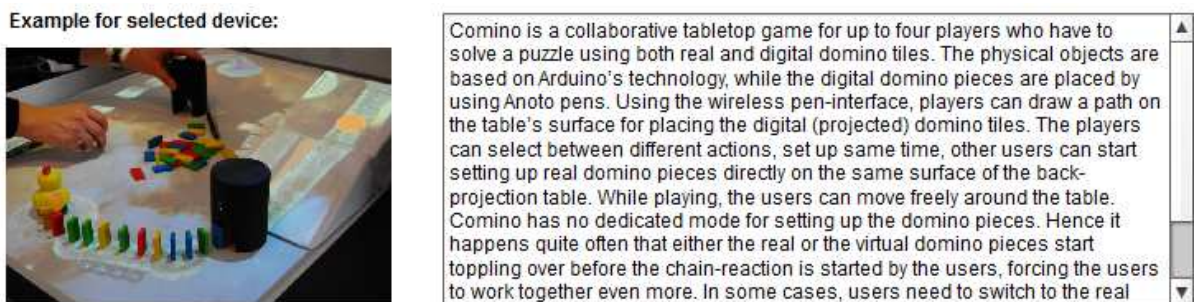 Example for selected device:
Comino is a collaborative tabletop game for up to four players who have to
solve a puzzle using both real and digital domino tiles. The physical objects are
based on Arduino's technology, while the digital domino pieces are placed by
using Anoto pens. Using the wireless pen-interface, players can draw a path on
the table's surface for placing the digital (projected) domino tiles. The players
can select between different actions, set up same time, other users can start
setting up real domino pieces directly on the same surface of the back-
projection table. While playing, the users can move freely around the table.
Comino has no dedicated mode for setting up the domino pieces. Hence it
happens quite often that either the real or the virtual domino pieces start
toppling over before the chain-reaction is started by the users, forcing the users
to work together even more. In some cases, users need to switch to the real